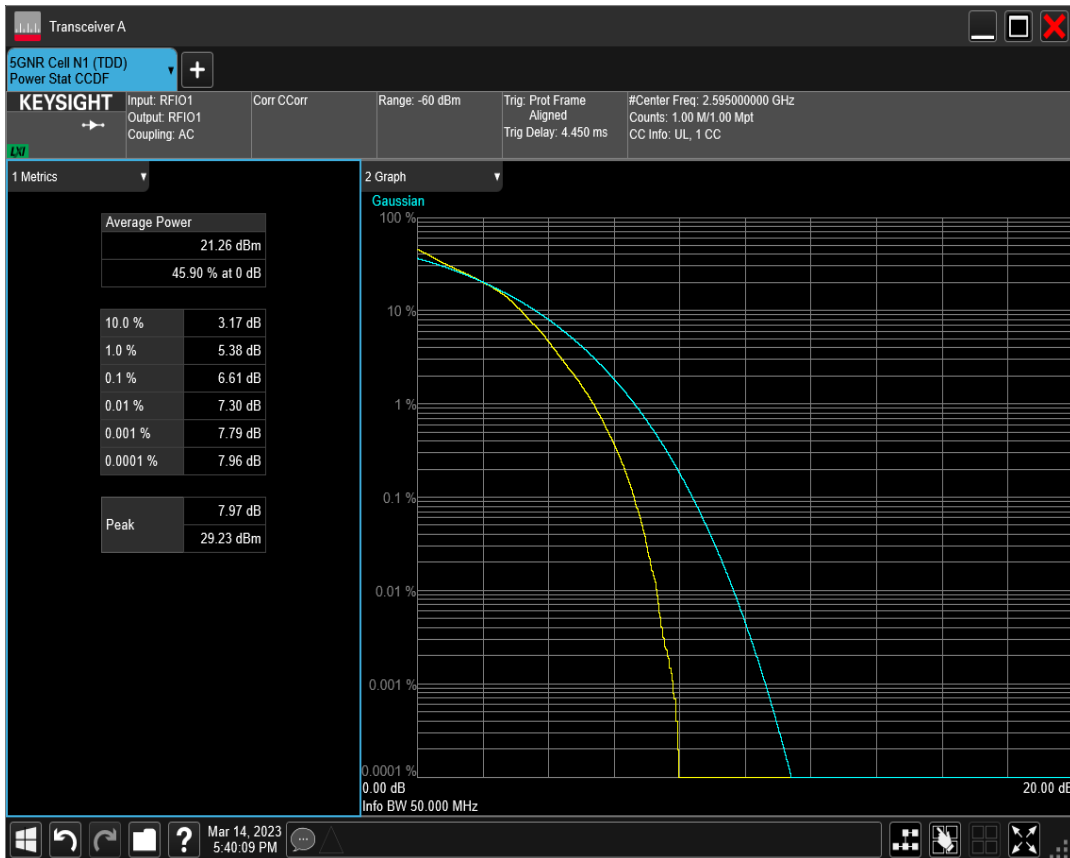 Transceiver A
5GNR Cell N1 (TDD)
Power Stat CCDF
+
KEYSIGHT
LXI
Input: RFIO1
Output: RFIO1
Coupling: AC
Corr CCorr
Range: -60 dBm
Trig: Prot Frame
Aligned
Trig Delay: 4.450 ms
#Center Freq: 2.595000000 GHz
Counts: 1.00 M/1.00 Mpt
CC Info: UL, 1 CC
1 Metrics
Average Power
21.26 dBm
45.90 % at 0 dB
10.0 % 3.17 dB
1.0 % 5.38 dB
0.1 % 6.61 dB
0.01 % 7.30 dB
0.001 % 7.79 dB
0.0001 % 7.96 dB
Peak
7.97 dB
29.23 dBm
2 Graph
Gaussian
100 %
10 %
1 %
0.1 %
0.01 %
0.001 %
0.0001 %
0.00 dB
20.00 dB
Info BW 50.000 MHz
?
Mar 14, 2023
5:40:09 PM